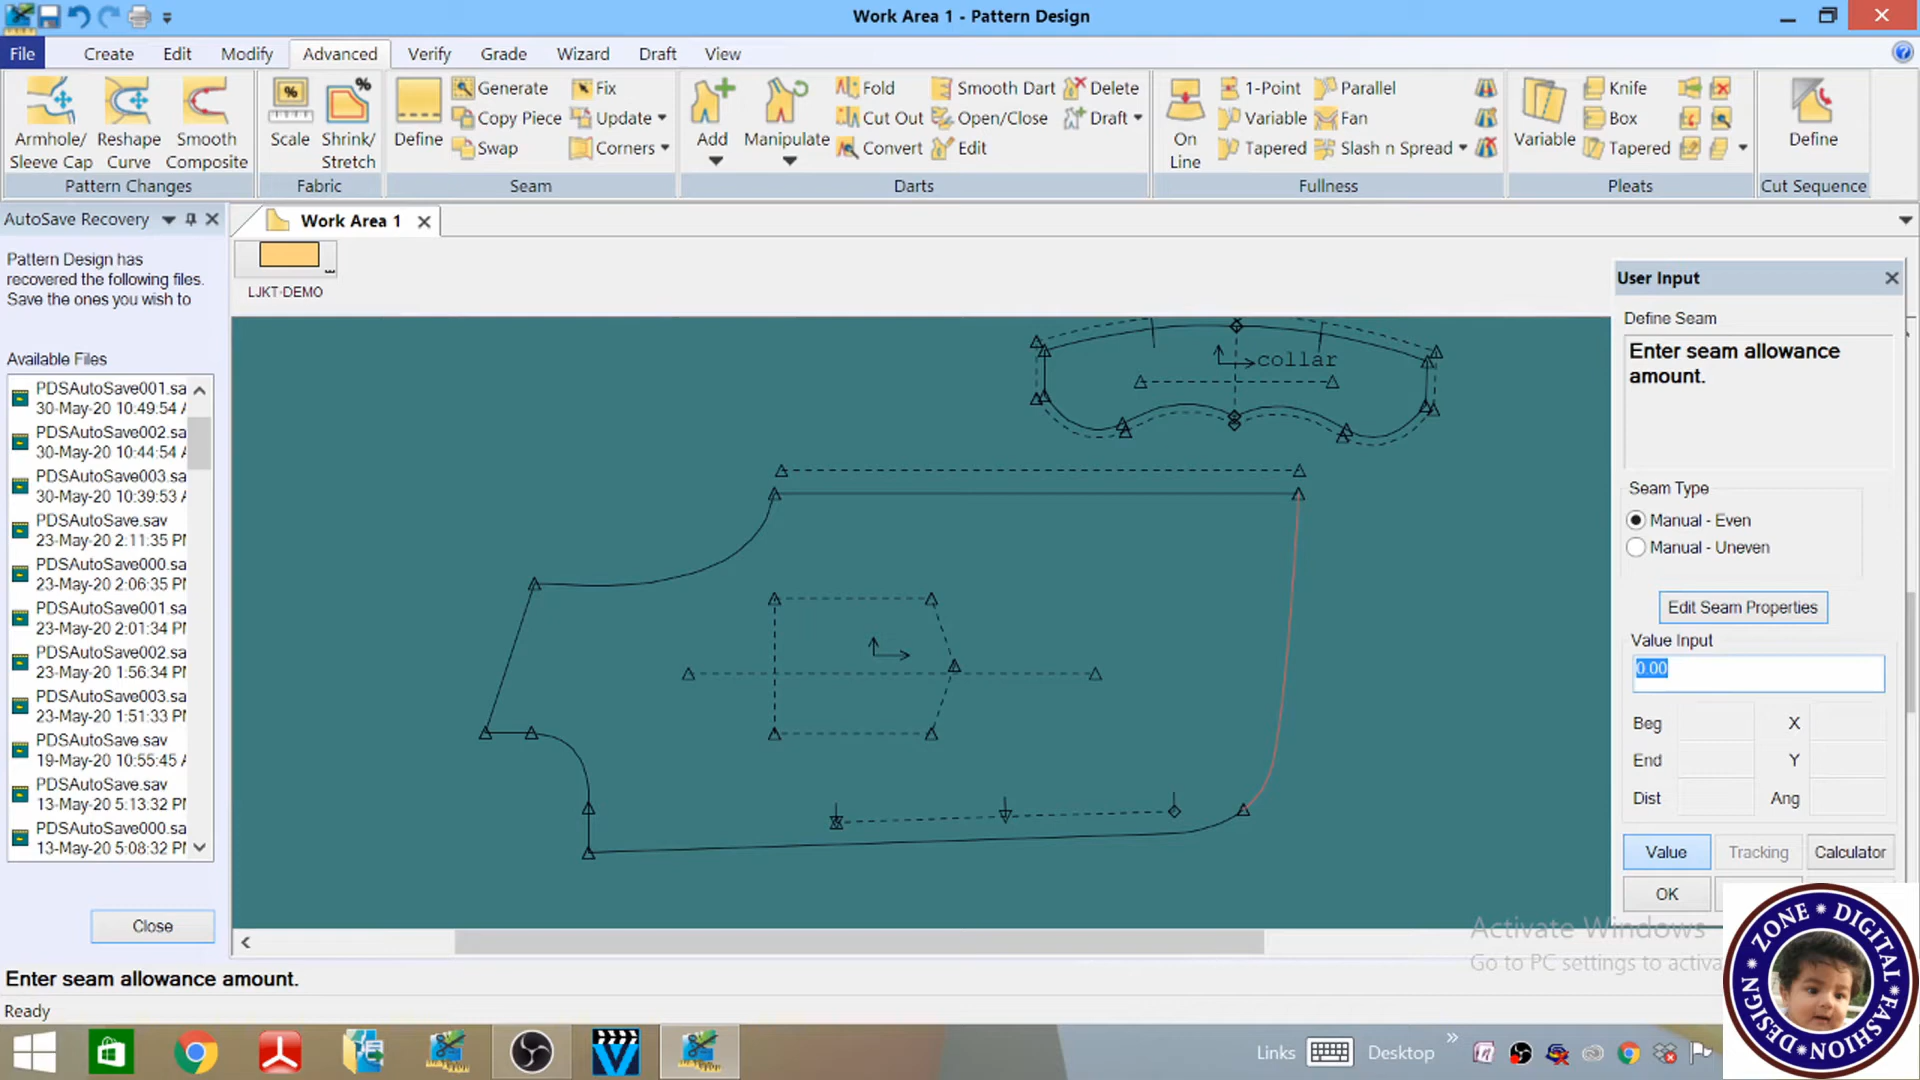 Work Area 1 - Pattern Design
File Create Edit Modify Advanced Verify Grade Wizard Draft View
Armhole/ Sleeve Cap
Reshape Curve
Smooth Composite
Pattern Changes
Scale
Shrink/ Stretch
Fabric
Define
Generate
Copy Piece
Swap
Fix
Update
Corners
Seam
Add
Manipulate
Fold
Cut Out
Convert
Smooth Dart
Open/Close
Edit
Delete
Draft
Darts
On Line
1-Point
Variable
Tapered
Parallel
Fan
Slash n Spread
Fullness
Variable
Knife
Box
Tapered
Pleats
Define
Cut Sequence
AutoSave Recovery
Work Area 1
Pattern Design has
recovered the following files.
Save the ones you wish to
LJKT-DEMO
Available Files
PDSAutoSave001.sa
30-May-20 10:49:54 A
PDSAutoSave002.sa
30-May-20 10:44:54 A
PDSAutoSave003.sa
30-May-20 10:39:53 A
PDSAutoSave.sav
23-May-20 2:11:35 PM
PDSAutoSave000.sa
23-May-20 2:06:35 PM
PDSAutoSave001.sa
23-May-20 2:01:34 PM
PDSAutoSave002.sa
23-May-20 1:56:34 PM
PDSAutoSave003.sa
23-May-20 1:51:33 PM
PDSAutoSave.sav
19-May-20 10:55:45 A
PDSAutoSave.sav
13-May-20 5:13:32 PM
PDSAutoSave000.sa
13-May-20 5:08:32 PM
Close
collar
User Input
Define Seam
Enter seam allowance
amount.
Seam Type
Manual - Even
Manual - Uneven
Edit Seam Properties
Value Input
0.00
Beg X
End Y
Dist Ang
Value Tracking Calculator
OK
Activate Windows
Go to PC settings to activa
Enter seam allowance amount.
Ready
Links Desktop
ZONE * DIGITAL * FASHION * DESIGN *